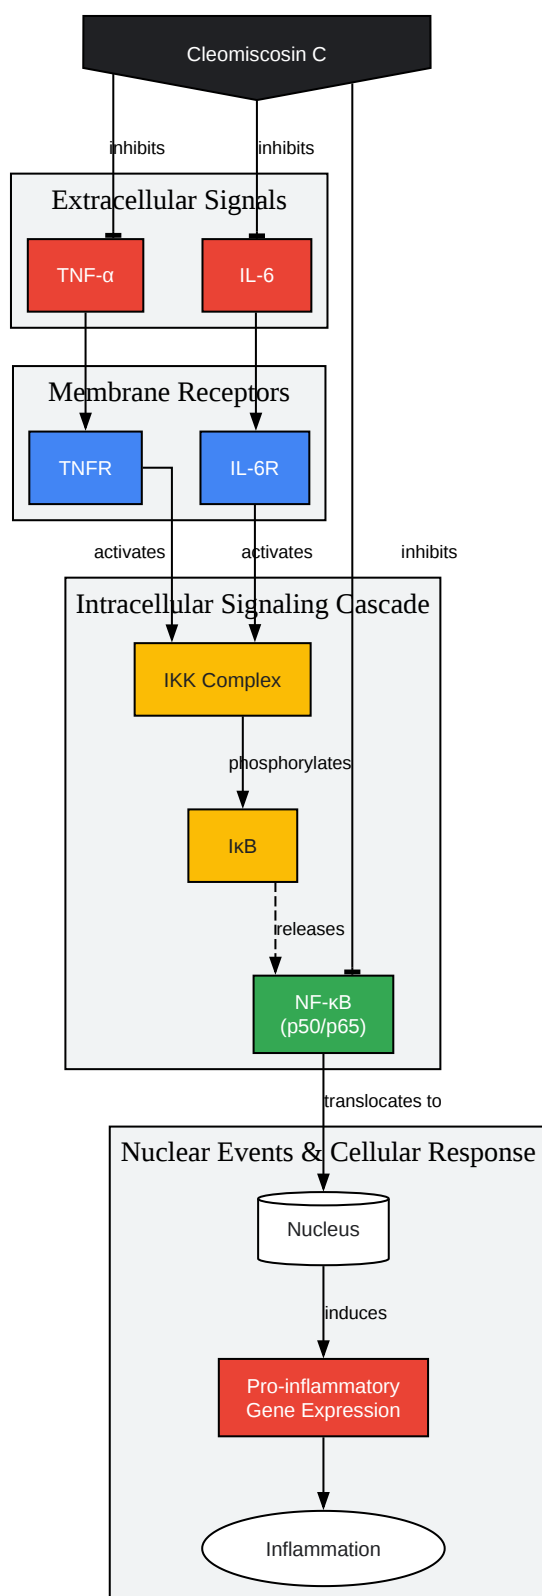 Cleomiscosin C
inhibits
inhibits
Extracellular Signals
TNF-α
IL-6
Membrane Receptors
TNFR
IL-6R
activates
activates
inhibits
Intracellular Signaling Cascade
IKK Complex
phosphorylates
IκB
releases
NF-κB
(p50/p65)
translocates to
Nuclear Events & Cellular Response
Nucleus
induces
Pro-inflammatory
Gene Expression
Inflammation